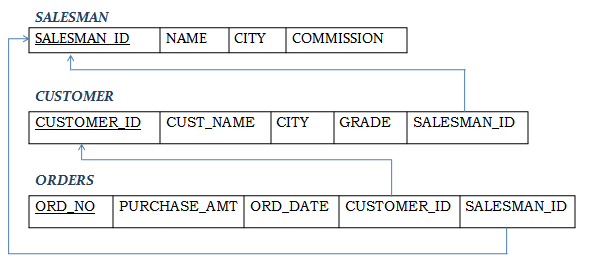 SALESMAN
SALESMAN_ID NAME CITY COMMISSION
CUSTOMER
CUSTOMER_ID CUST_NAME CITY GRADE SALESMAN_ID
ORDERS
ORD_NO PURCHASE_AMT ORD_DATE CUSTOMER_ID SALESMAN_ID